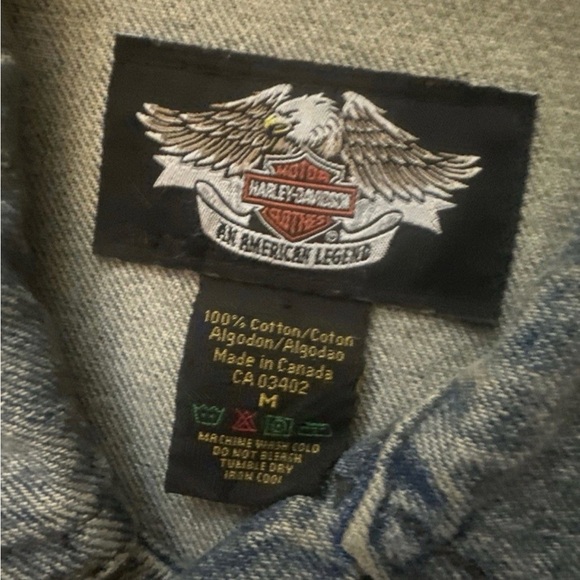 MOTOR
HARLEY-DAVIDSON
CLOTHES
®
AN AMERICAN LEGEND
100% Cotton/Coton
Algodon/Algodao
Made in Canada
CA 03402
M
MACHINE WASH COLD
DO NOT BLEACH
TUMBLE DRY
IRON COOL